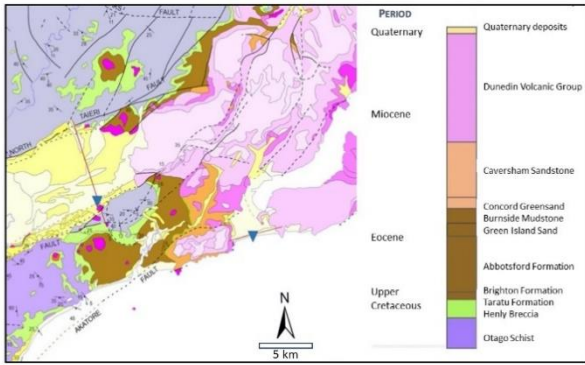 FAULT
TAIERI
FAULT
NORTH
FAULT
FAULT
AKATORE
N
5 km
PERIOD
Quaternary
Miocene
Eocene
Upper
Cretaceous
Quaternary deposits
Dunedin Volcanic Group
Caversham Sandstone
Concord Greensand
Burnside Mudstone
Green Island Sand
Abbotsford Formation
Brighton Formation
Taratu Formation
Henly Breccia
Otago Schist